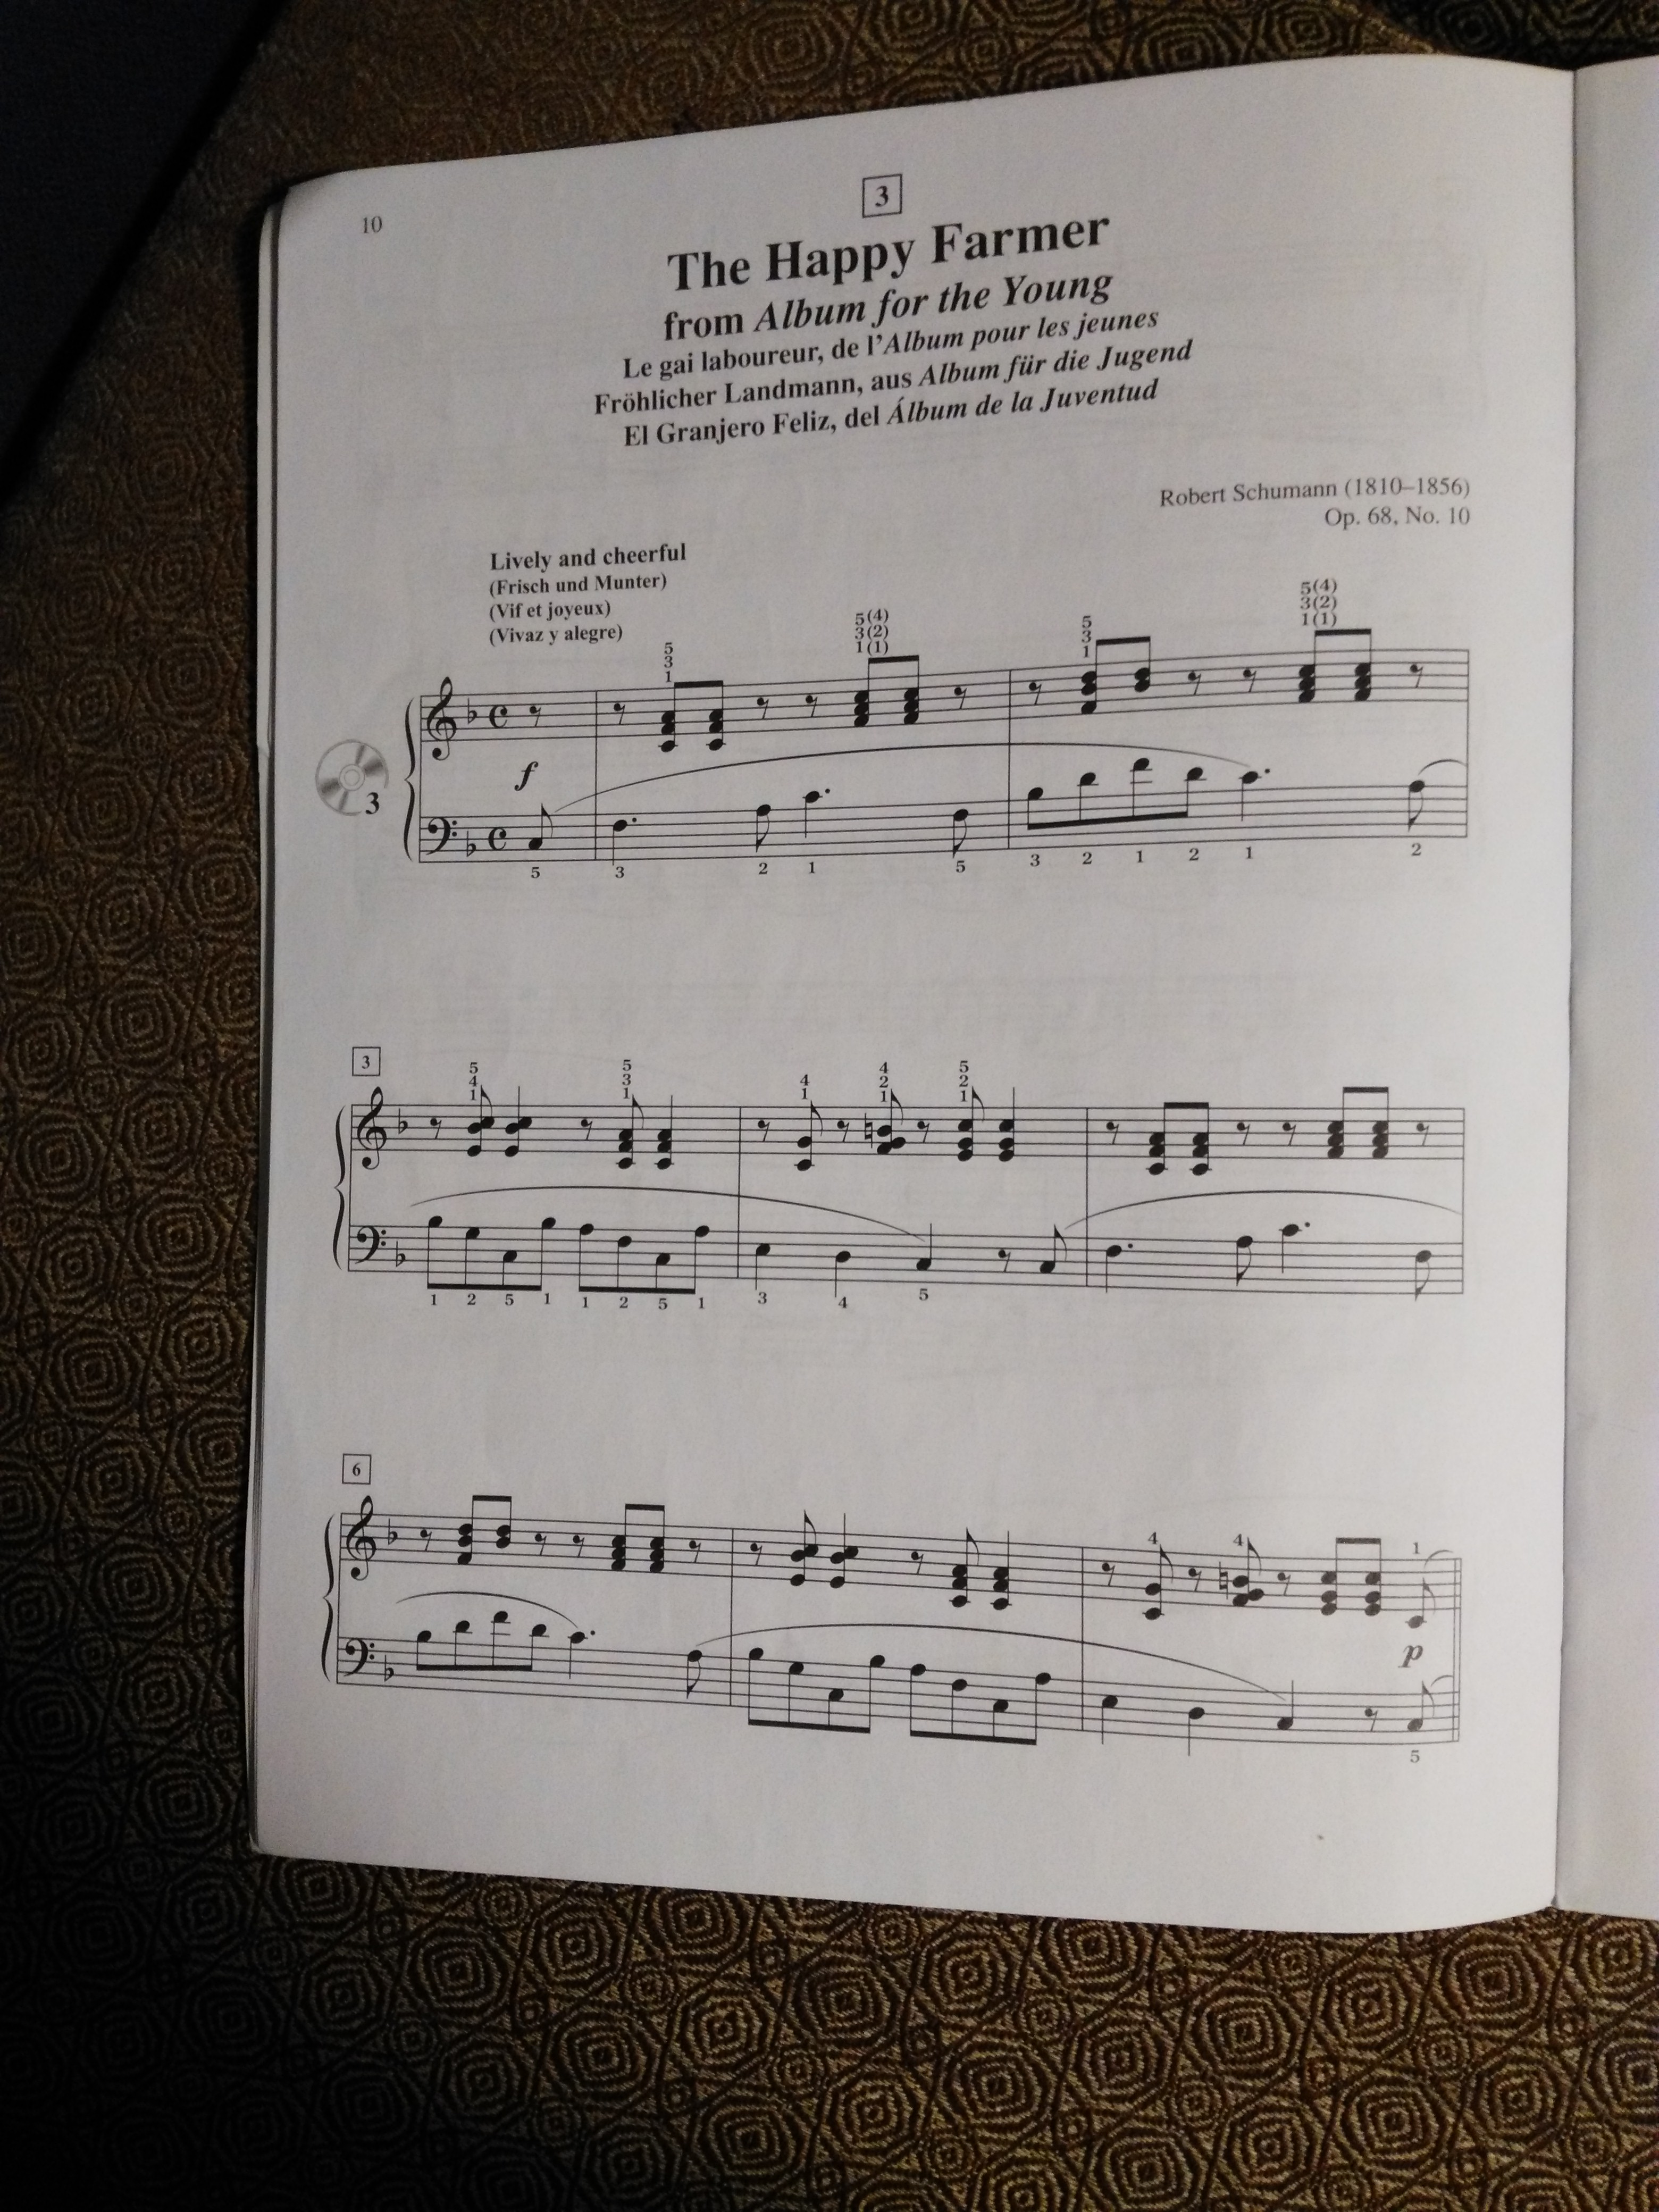 10
3
The Happy Farmer
from Album for the Young
Le gai laboureur, de l'Album pour les jeunes
Fröhlicher Landmann, aus Album für die Jugend
El Granjero Feliz, del Álbum de la Juventud
Robert Schumann (1810–1856)
Op. 68, No. 10
Lively and cheerful
(Frisch und Munter)
(Vif et joyeux)
(Vivaz y alegre)
5 5(4) 5 5(4)
3 3(2) 3 3(2)
1 1(1) 1 1(1)
f
3
5 3 2 1 5 3 2 1 2 1 2
3
5 5 4 5
4 3 4 2 2
1 1 1 1 1
1 2 5 1 1 2 5 1 3 4 5
6
4 4 1
p
5